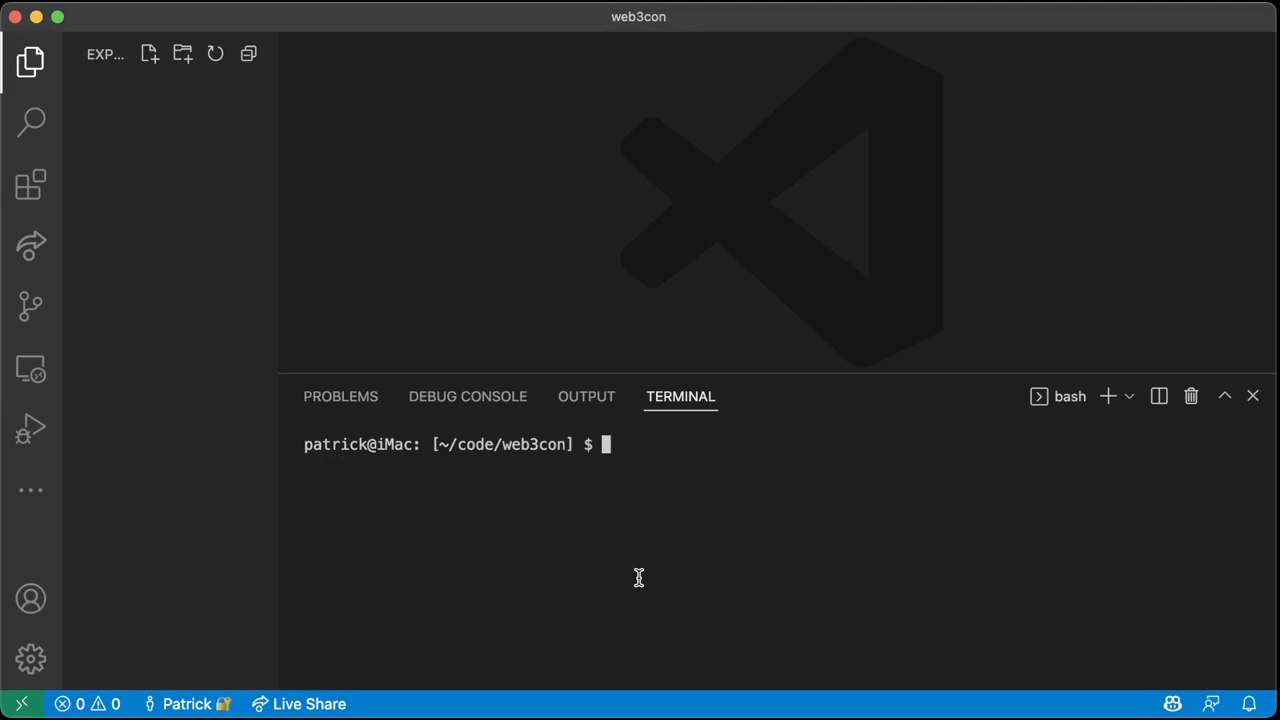 web3con
EXP...
PROBLEMS DEBUG CONSOLE OUTPUT TERMINAL bash
patrick@iMac: [~/code/web3con] $
0 0 Patrick Live Share